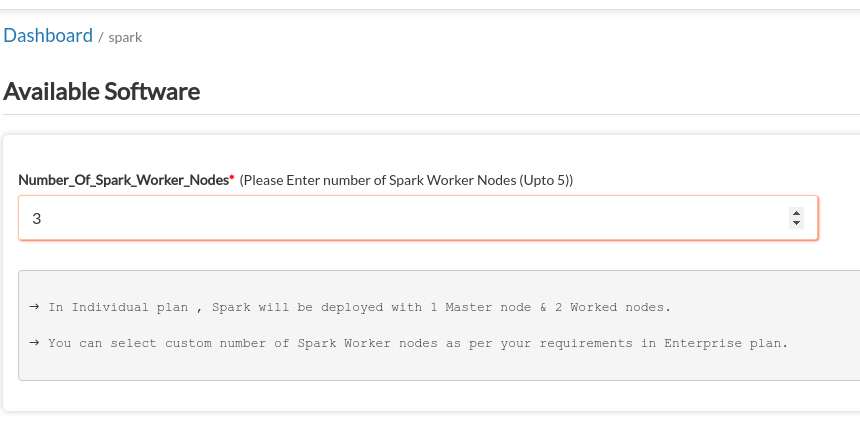 Dashboard / spark
Available Software
Number_Of_Spark_Worker_Nodes* (Please Enter number of Spark Worker Nodes (Upto 5))
3
→ In Individual plan , Spark will be deployed with 1 Master node & 2 Worked nodes.
→ You can select custom number of Spark Worker nodes as per your requirements in Enterprise plan.